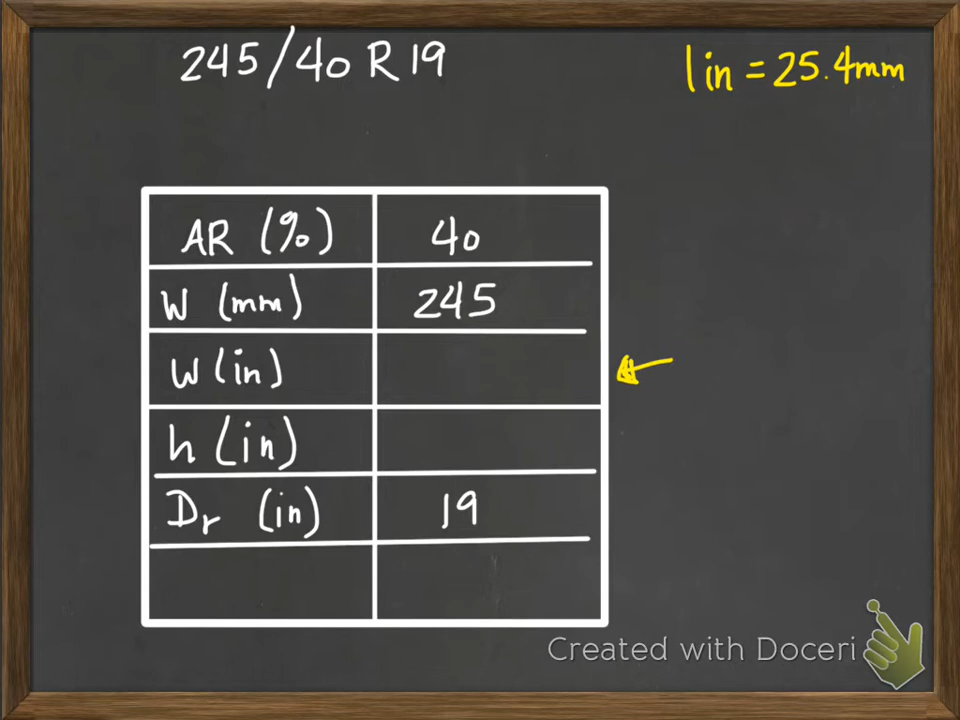 245/40 R 19
1 in = 25.4mm
AR (%) 40
W (mm) 245
W (in)
h (in)
Dr (in) 19
Created with Doceri